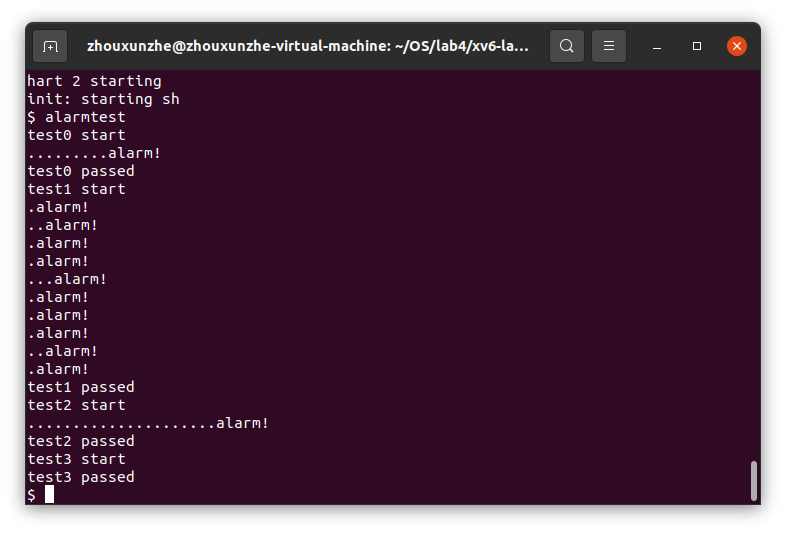 zhouxunzhe@zhouxunzhe-virtual-machine: ~/OS/lab4/xv6-la...
hart 2 starting
init: starting sh
$ alarmtest
test0 start
.........alarm!
test0 passed
test1 start
.alarm!
..alarm!
.alarm!
.alarm!
...alarm!
.alarm!
.alarm!
.alarm!
..alarm!
.alarm!
test1 passed
test2 start
.....................alarm!
test2 passed
test3 start
test3 passed
$